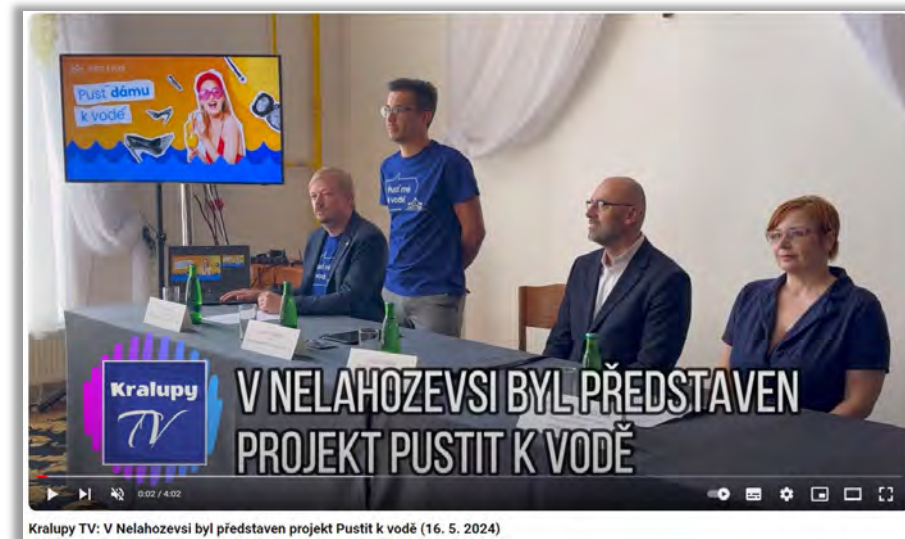 Pusť dámu
k vodě
Pusť mě
k vodě
Kralupy
TV
V NELAHOZEVSI BYL PŘEDSTAVEN
PROJEKT PUSTIT K VODĚ
0:02 / 4:02
Kralupy TV: V Nelahozevsi byl představen projekt Pustit k vodě (16. 5. 2024)